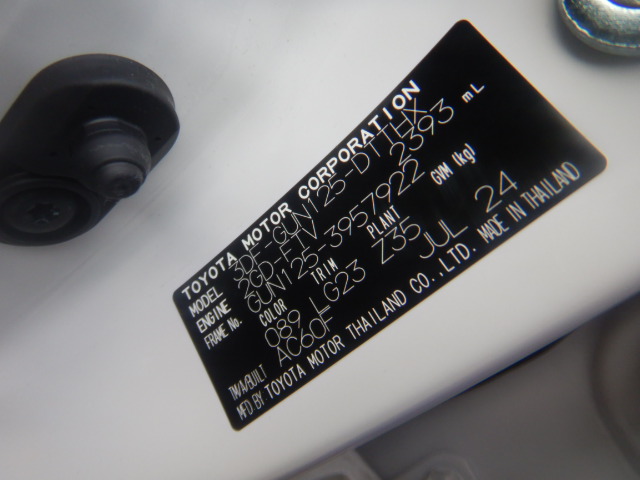 TOYOTA MOTOR CORPORATION
MODEL 3DF-GUN125-DTTHX
ENGINE 2GD-FTV 2393 mL
FRAME No. GUN125-3957922
COLOR TRIM PLANT GVM (kg)
089 LG23 Z35
TMA/BUILT AC60F JUL 24
MFD BY TOYOTA MOTOR THAILAND CO.,LTD. MADE IN THAILAND